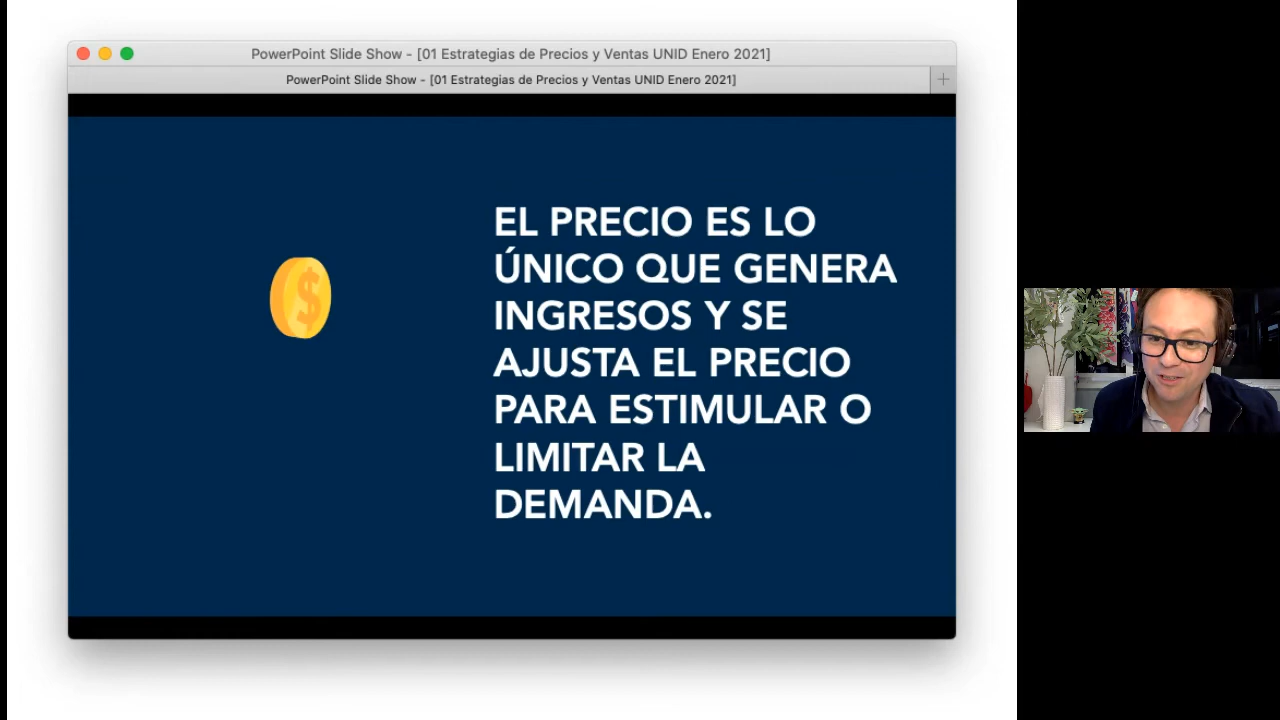 PowerPoint Slide Show - [01 Estrategias de Precios y Ventas UNID Enero 2021]
PowerPoint Slide Show - [01 Estrategias de Precios y Ventas UNID Enero 2021]
EL PRECIO ES LO
ÚNICO QUE GENERA
INGRESOS Y SE
AJUSTA EL PRECIO
PARA ESTIMULAR O
LIMITAR LA
DEMANDA.
$